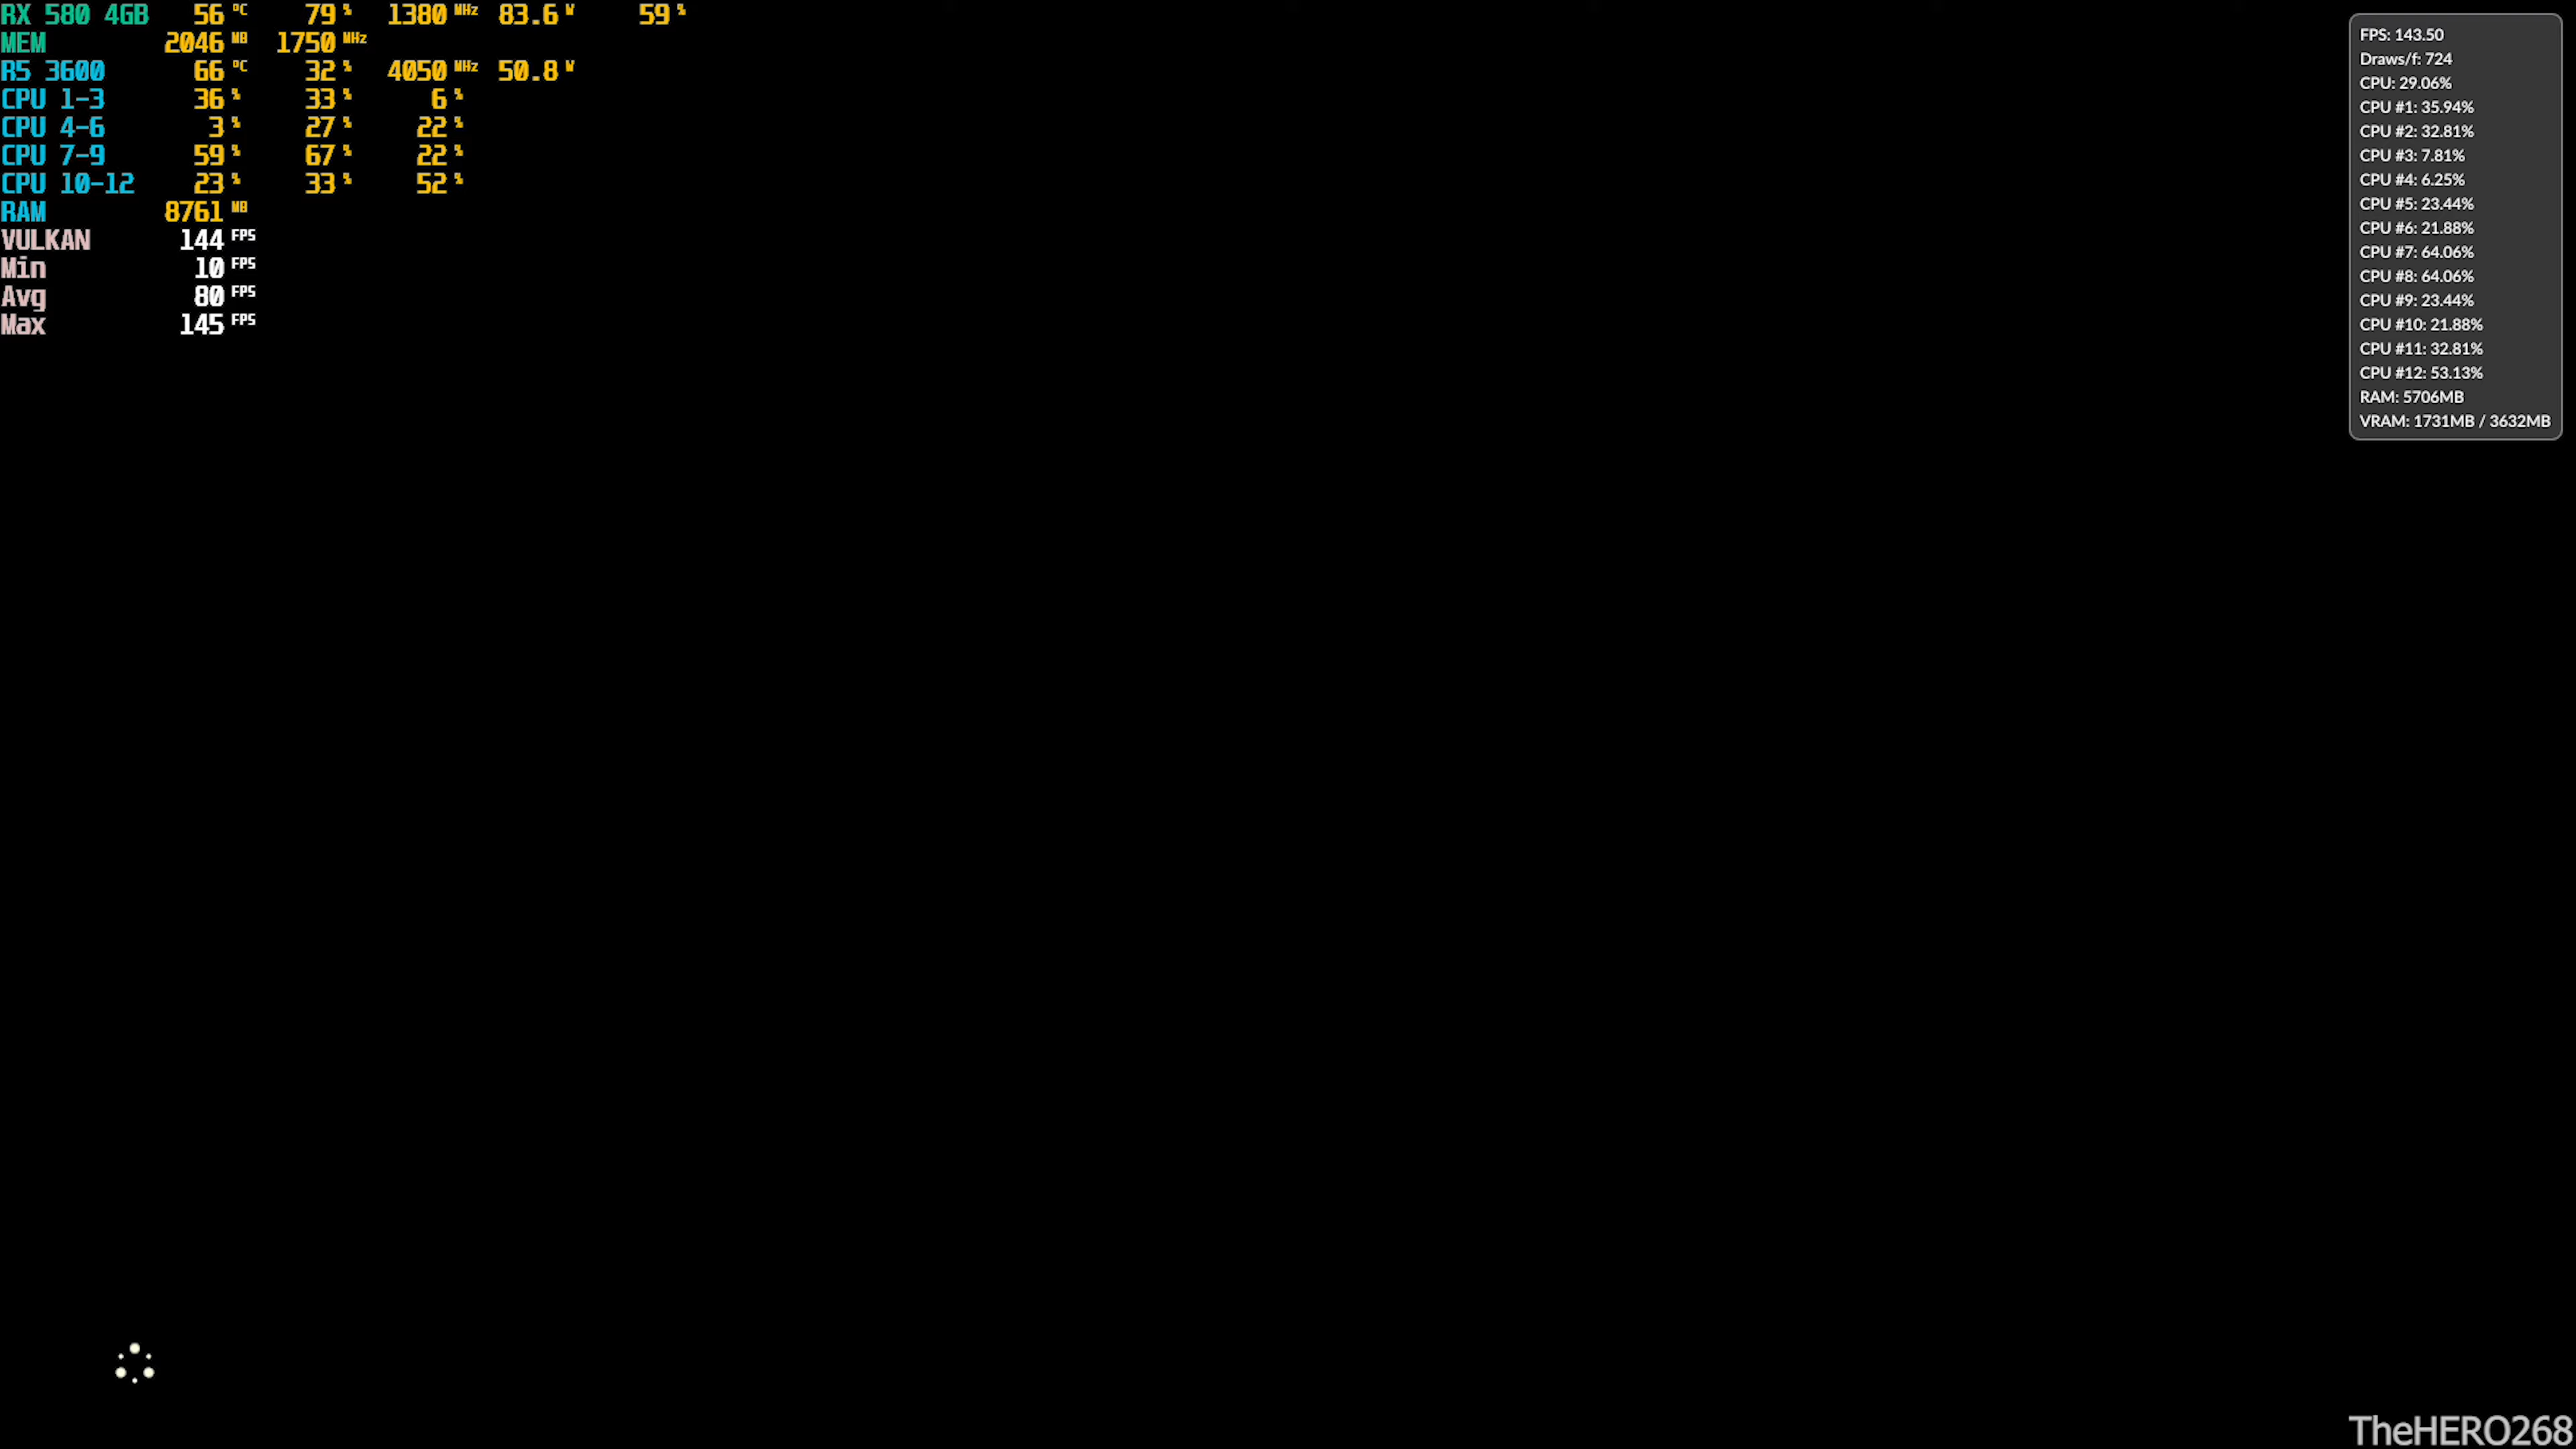 RX 580 4GB 56 °C 79 % 1380 MHz 83.6 W 59 %
MEM 2046 MB 1750 MHz
R5 3600 66 °C 32 % 4050 MHz 50.8 W
CPU 1-3 36 % 33 % 6 %
CPU 4-6 3 % 27 % 22 %
CPU 7-9 59 % 67 % 22 %
CPU 10-12 23 % 33 % 52 %
RAM 8761 MB
VULKAN 144 FPS
Min 10 FPS
Avg 80 FPS
Max 145 FPS
FPS: 143.50
Draws/f: 724
CPU: 29.06%
CPU #1: 35.94%
CPU #2: 32.81%
CPU #3: 7.81%
CPU #4: 6.25%
CPU #5: 23.44%
CPU #6: 21.88%
CPU #7: 64.06%
CPU #8: 64.06%
CPU #9: 23.44%
CPU #10: 21.88%
CPU #11: 32.81%
CPU #12: 53.13%
RAM: 5706MB
VRAM: 1731MB / 3632MB
TheHERO268